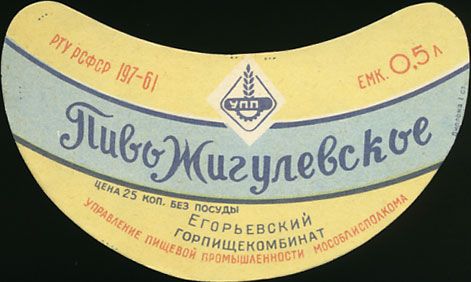 РТУ РСФСР 197-61
ЕМК. 0,5 л
УПП
Пиво Жигулевское
ЦЕНА 25 КОП. БЕЗ ПОСУДЫ
ЕГОРЬЕВСКИЙ
ГОРПИЩЕКОМБИНАТ
УПРАВЛЕНИЕ ПИЩЕВОЙ ПРОМЫШЛЕННОСТИ МОСОБЛИСПОЛКОМА